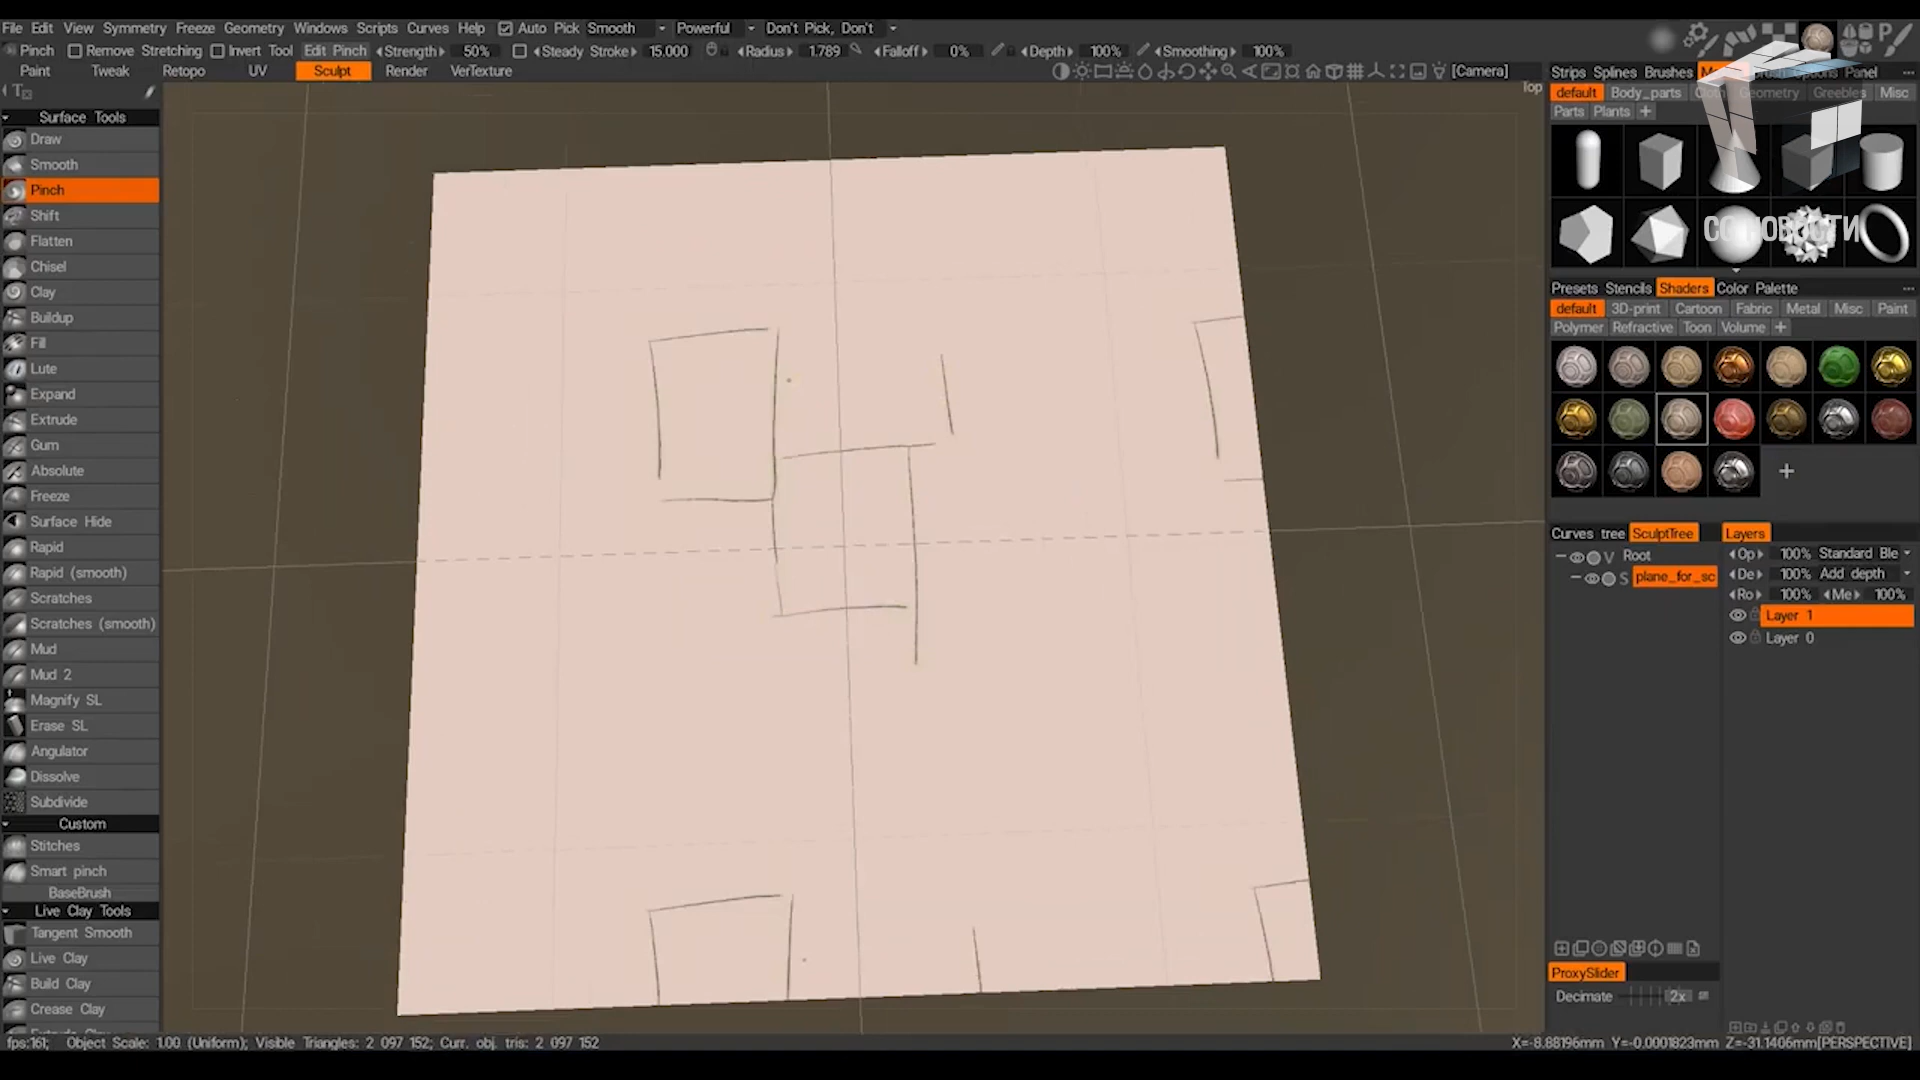 File Edit View Symmetry Freeze Geometry Windows Scripts Curves Help Auto Pick Smooth Powerful Don't Pick, Don't
Pinch Remove Stretching Invert Tool Edit Pinch Strength 50% Steady Stroke 15.000 Radius 1.789 Falloff 0% Depth 100% Smoothing 100%
Paint Tweak Retopo UV Sculpt Render VerTexture [Camera]
Top
Surface Tools
Draw
Smooth
Pinch
Shift
Flatten
Chisel
Clay
Buildup
Fill
Lute
Expand
Extrude
Gum
Absolute
Freeze
Surface Hide
Rapid
Rapid (smooth)
Scratches
Scratches (smooth)
Mud
Mud 2
Magnify SL
Erase SL
Angulator
Dissolve
Subdivide
Custom
Stitches
Smart pinch
BaseBrush
Live Clay Tools
Tangent Smooth
Live Clay
Build Clay
Crease Clay
Strips Splines Brushes Options Panel
default Body_parts Cloth Geometry Greebles Misc
Parts Plants +
CG НОВОСТИ
Presets Stencils Shaders Color Palette
default 3D-print Cartoon Fabric Metal Misc Paint
Polymer Refractive Toon Volume +
Curves tree SculptTree Layers
V Root
S plane_for_sc
Op 100% Standard Ble
De 100% Add depth
Ro 100% Me 100%
Layer 1
Layer 0
ProxySlider
Decimate 2x
fps:161; Object Scale: 1.00 (Uniform); Visible Triangles: 2 097 152; Curr. obj. tris: 2 097 152
X=-8.88196mm Y=-0.0001823mm Z=-31.1406mm[PERSPECTIVE]